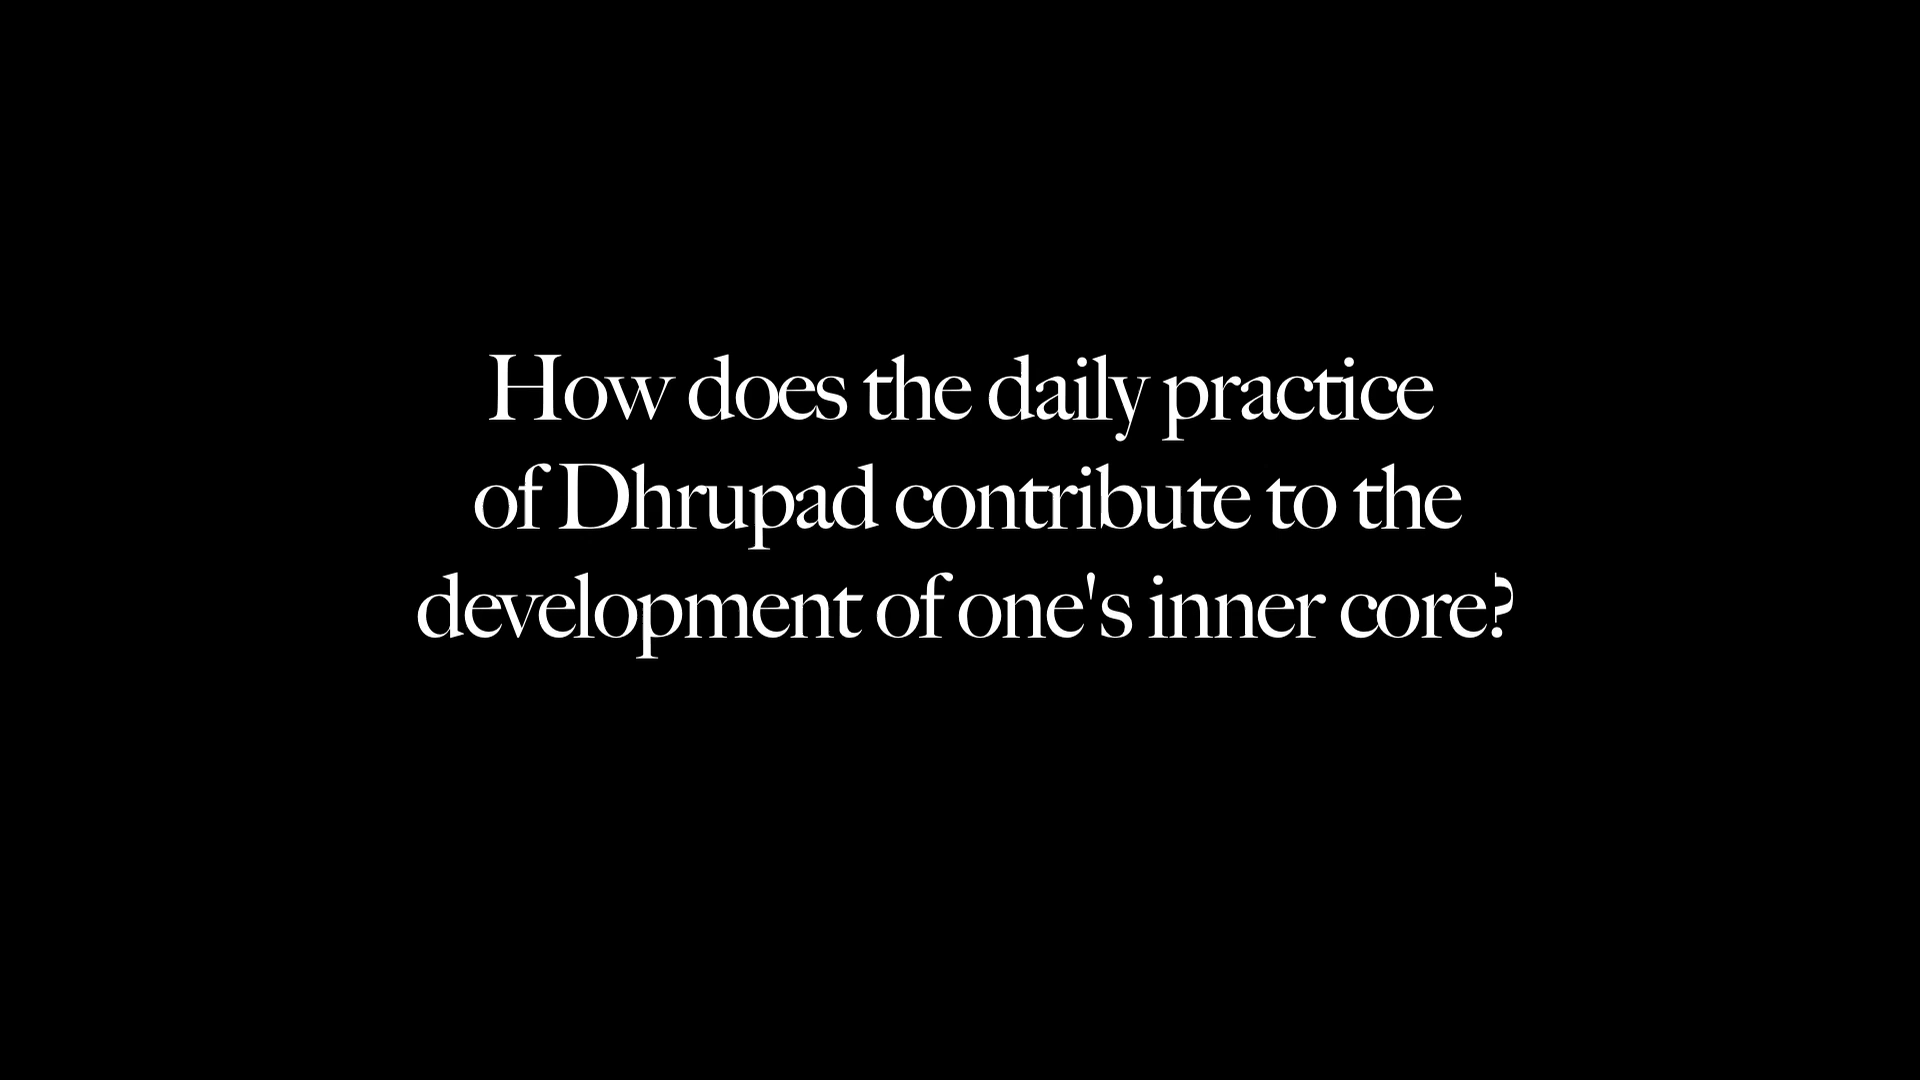 How does the daily practice
of Dhrupad contribute to the
development of one's inner core?